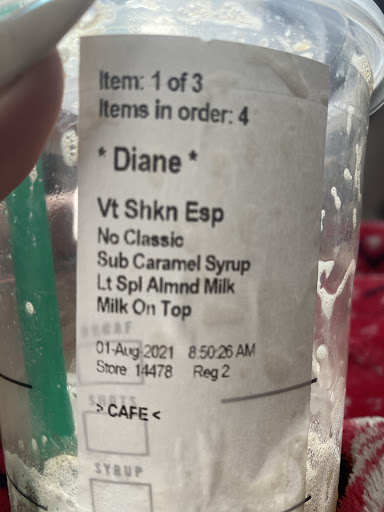 Item: 1 of 3
Items in order: 4
* Diane *
Vt Shkn Esp
No Classic
Sub Caramel Syrup
Lt Spl Almnd Milk
Milk On Top
DECAF
01-Aug-2021 8:50:26 AM
Store 14478 Reg 2
SHOTS
> CAFE <
SYRUP